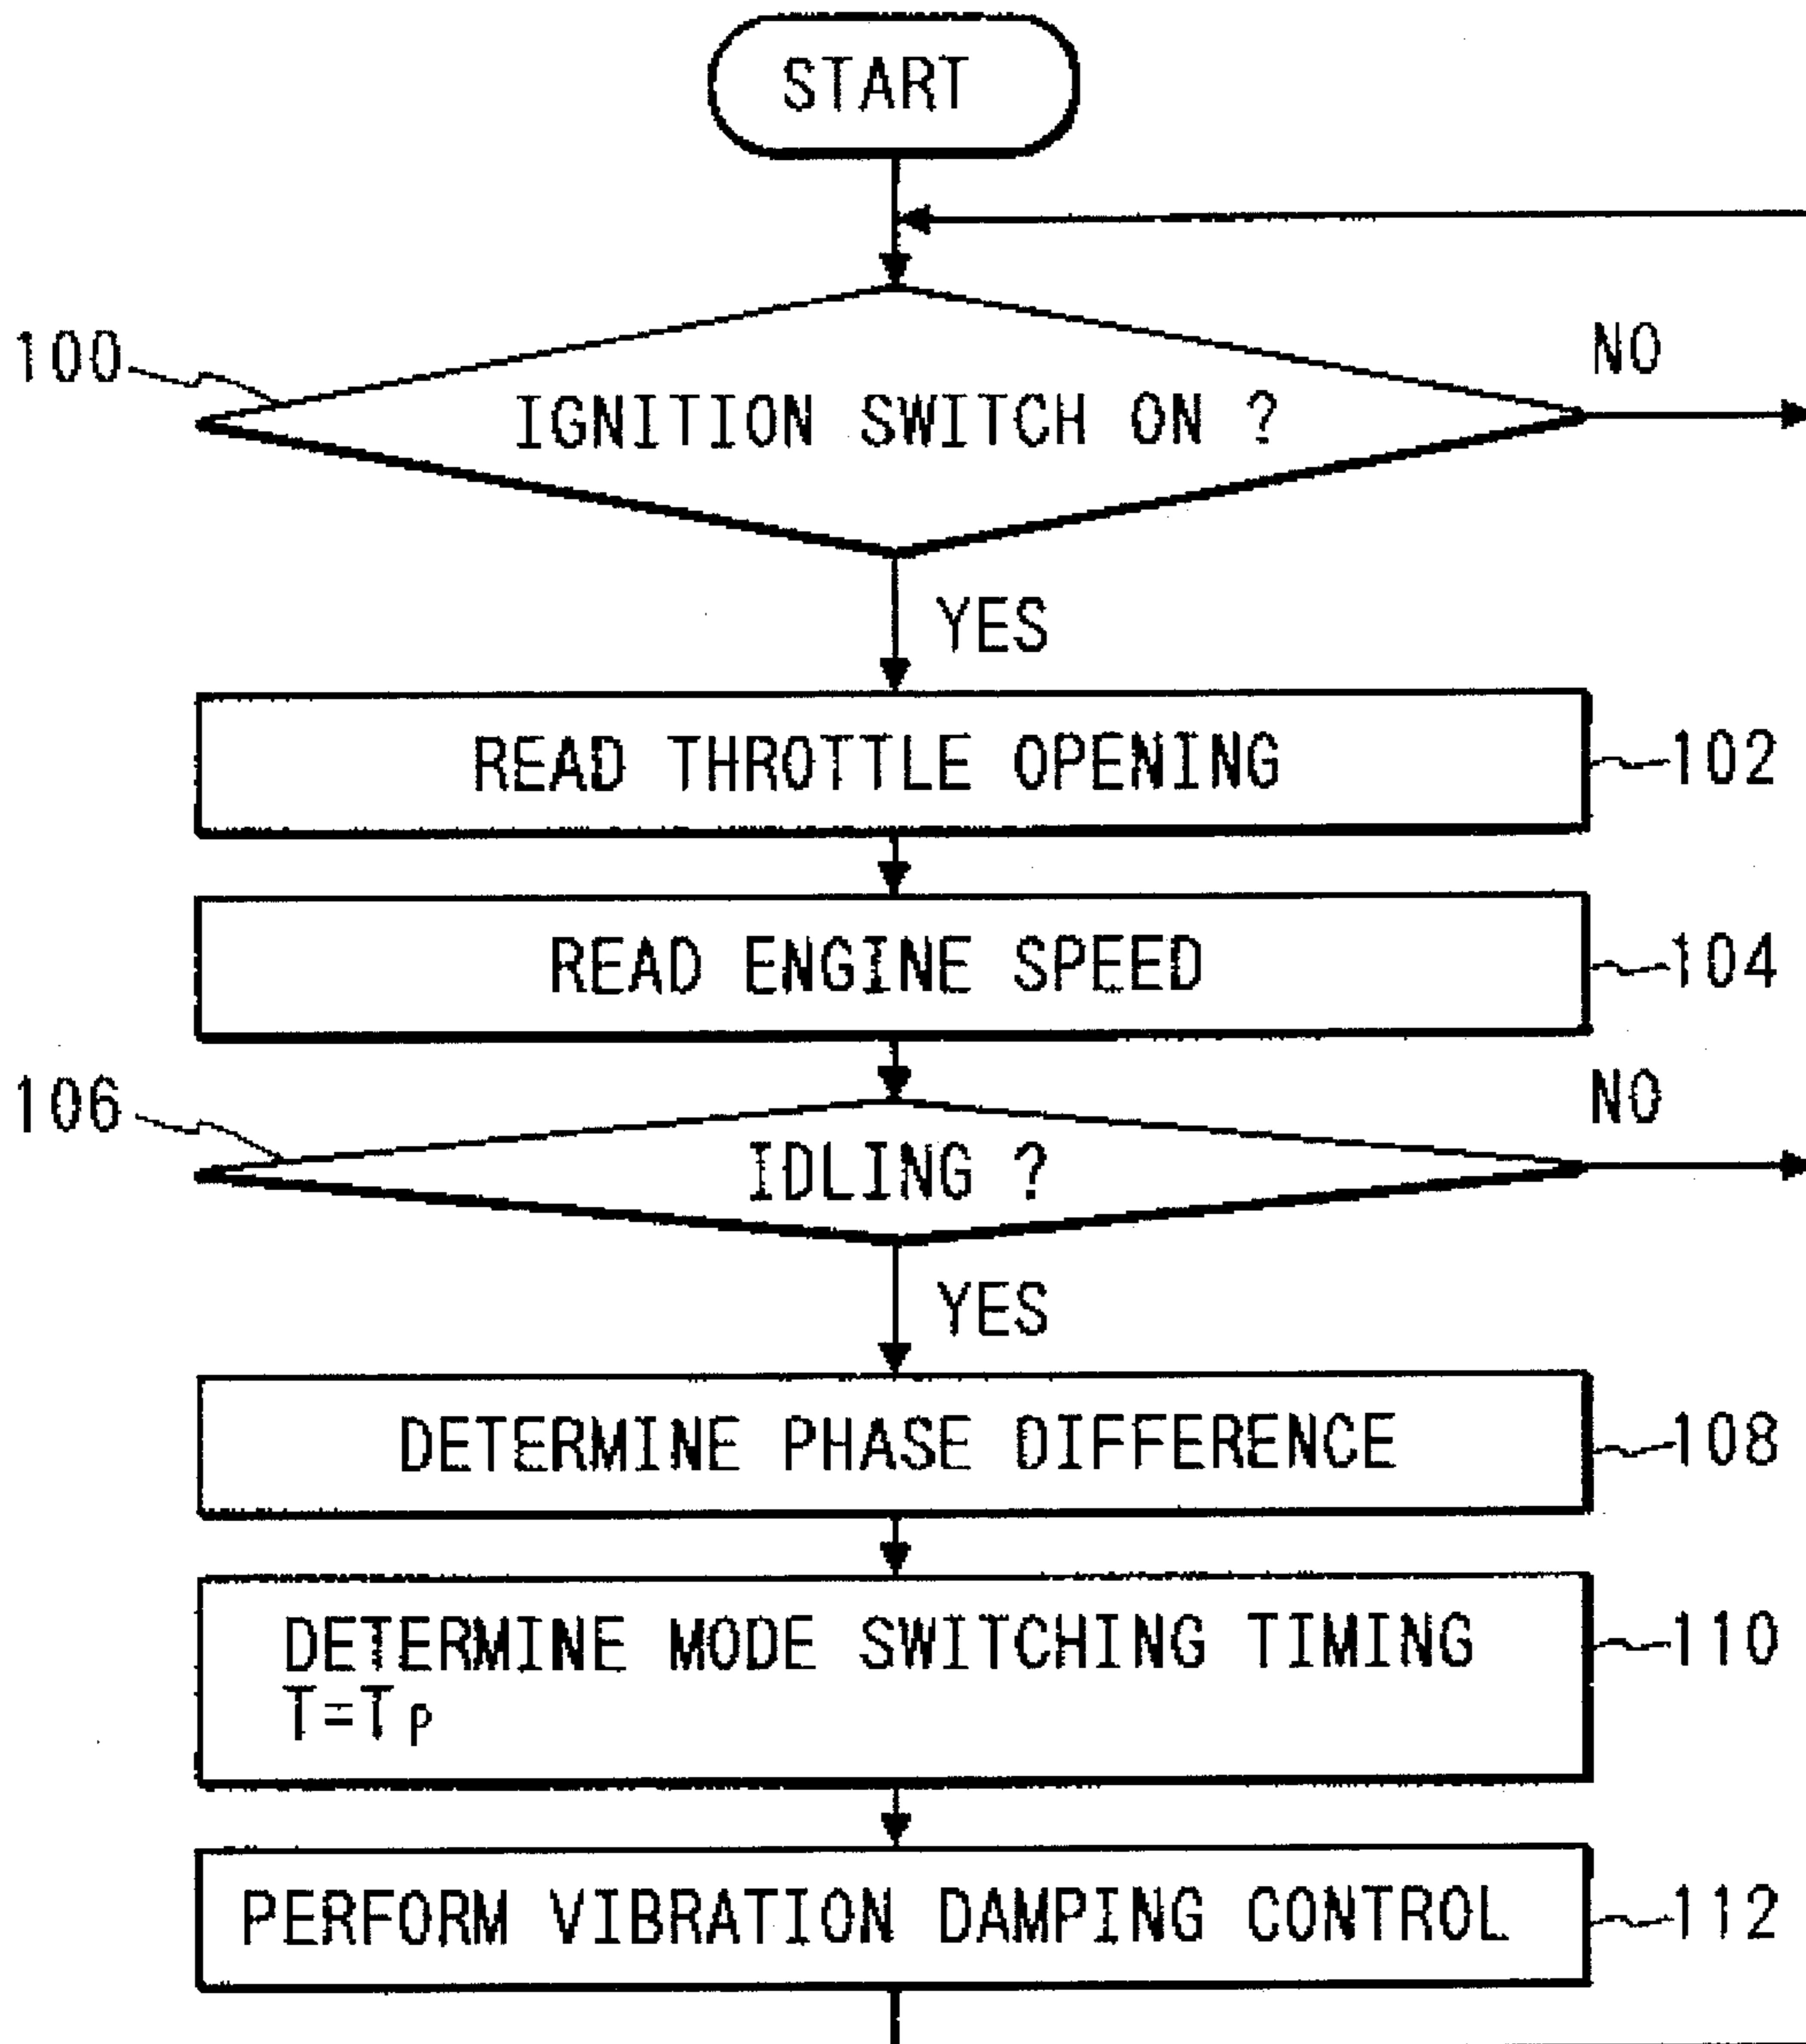 START
100
NO
IGNITION SWITCH ON ?
YES
READ THROTTLE OPENING
102
READ ENGINE SPEED
104
106
NO
IDLING ?
YES
DETERMINE PHASE DIFFERENCE
108
DETERMINE MODE SWITCHING TIMING
110
T=Tp
PERFORM VIBRATION DAMPING CONTROL
112